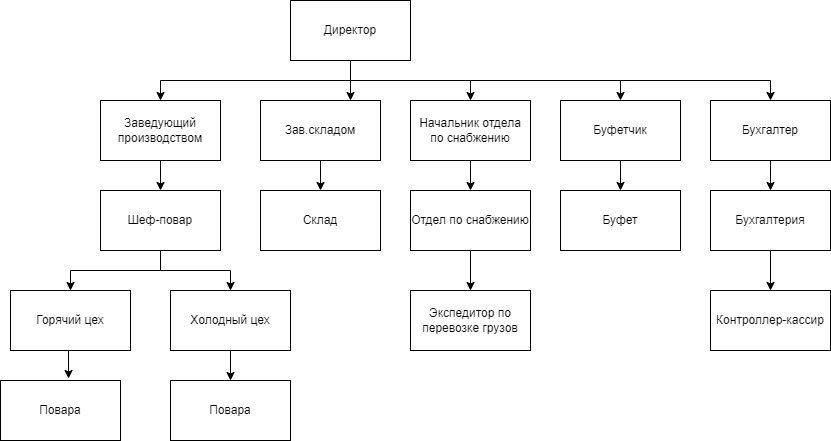 Директор
Заведующий
производством
Зав.складом
Начальник отдела
по снабжению
Буфетчик
Бухгалтер
Шеф-повар
Склад
Отдел по снабжению
Буфет
Бухгалтерия
Горячий цех
Холодный цех
Экспедитор по
перевозке грузов
Контроллер-кассир
Повара
Повара